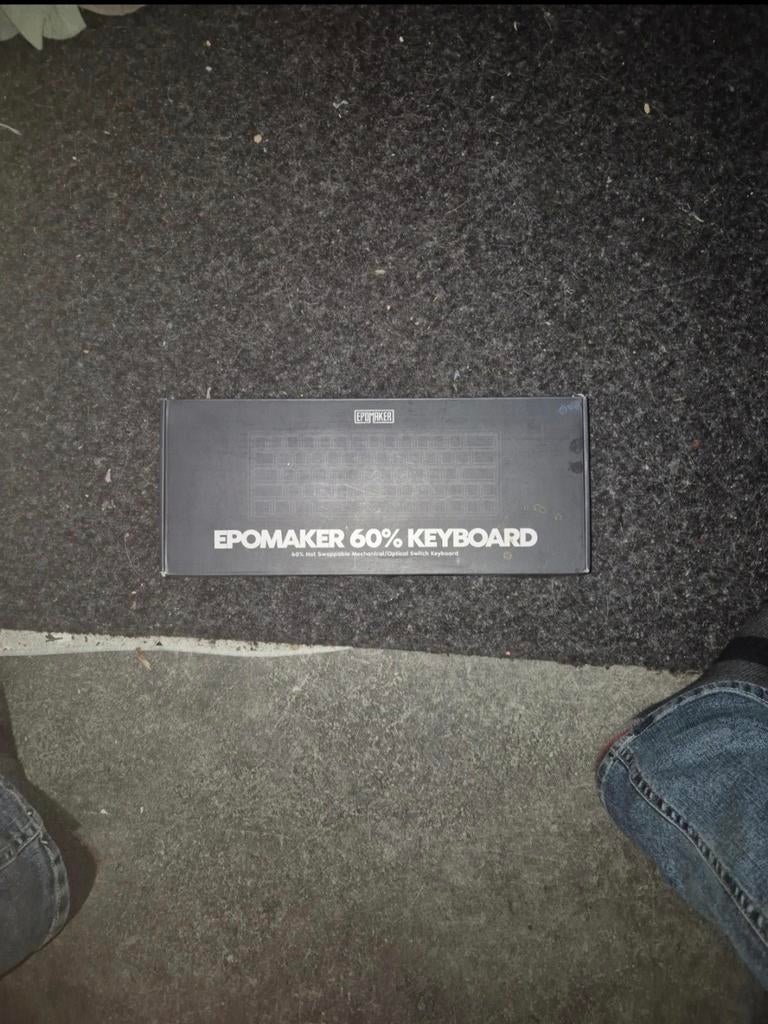 EPOMAKER
EPOMAKER 60% KEYBOARD
60% Hot Swappable Mechanical/Optical Switch Keyboard